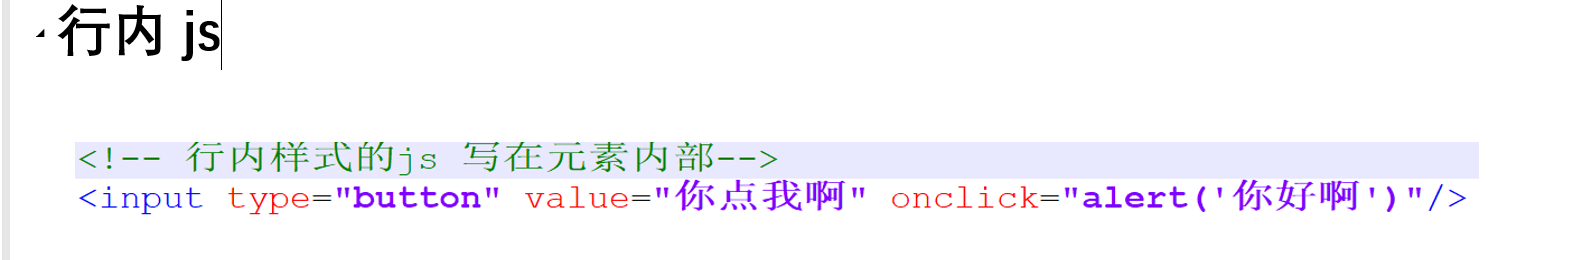 行内 js
<!-- 行内样式的js 写在元素内部-->
<input type="button" value="你点我啊" onclick="alert('你好啊')"/>